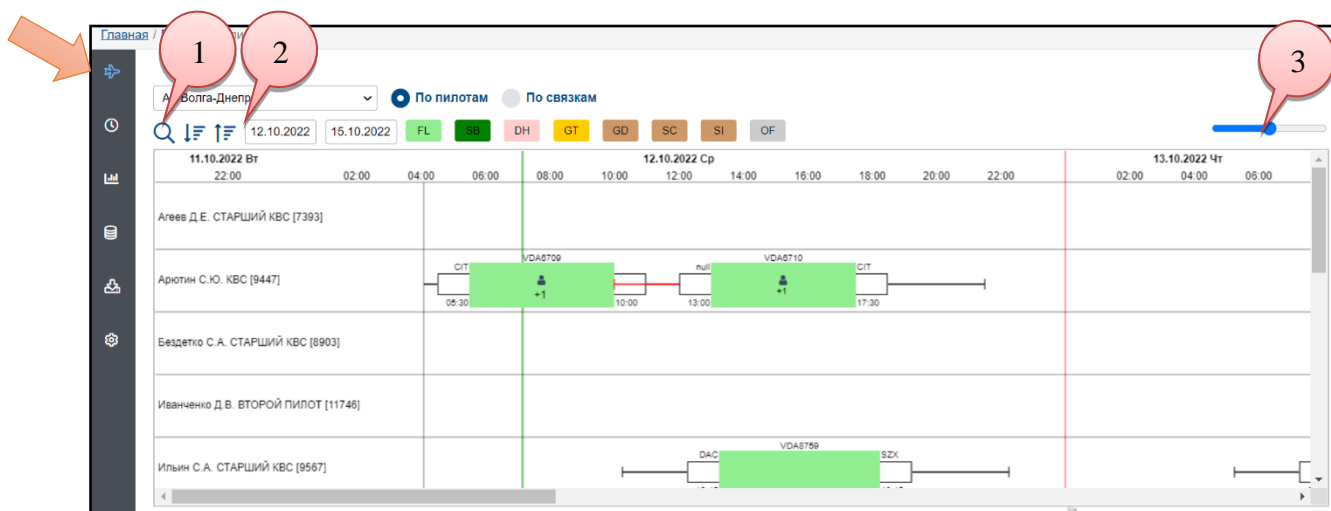 Главная /
1
2
3
Волга-Днепр
По пилотам По связкам
12.10.2022 15.10.2022 FL SB DH GT GD SC SI OF
11.10.2022 Вт 12.10.2022 Ср 13.10.2022 Чт
22:00 02:00 04:00 06:00 08:00 10:00 12:00 14:00 16:00 18:00 20:00 22:00 02:00 04:00 06:00
Агеев Д.Е. СТАРШИЙ КВС [7393]
VDA6709 VDA6710
CIT null CIT
Арютин С.Ю. КВС [9447]
+1 +1
05:30 10:00 13:00 17:30
Бездетко С.А. СТАРШИЙ КВС [8903]
Иванченко Д.В. ВТОРОЙ ПИЛОТ [11746]
VDA8769
DAC SZX
Ильин С.А. СТАРШИЙ КВС [9567]